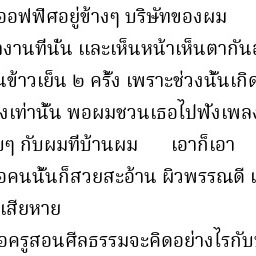 ออฟฟิศอยู่ข้างๆ บริษัทของผม
งานที่นั่น และเห็นหน้าเห็นตากัน
ข้าวเย็น ๒ ครั้ง เพราะช่วงนั้นเกิด
เท่านั้น พอผมชวนเธอไปฟังเพลง
ๆ กับผมที่บ้านผม เอาก็เอา
คนนั้นก็สวยสะอ้าน ผิวพรรณดี
เสียหาย
ครูสอนศีลธรรมจะคิดอย่างไรกับ